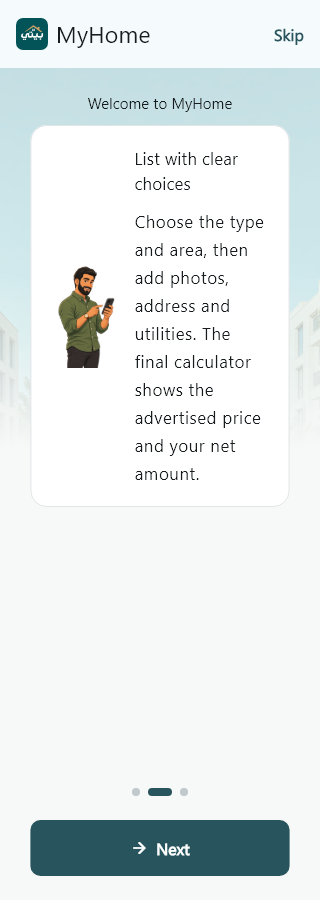 بيتي
MyHome
Skip
Welcome to MyHome
List with clear
choices
Choose the type
and area, then
add photos,
address and
utilities. The
final calculator
shows the
advertised price
and your net
amount.
Next